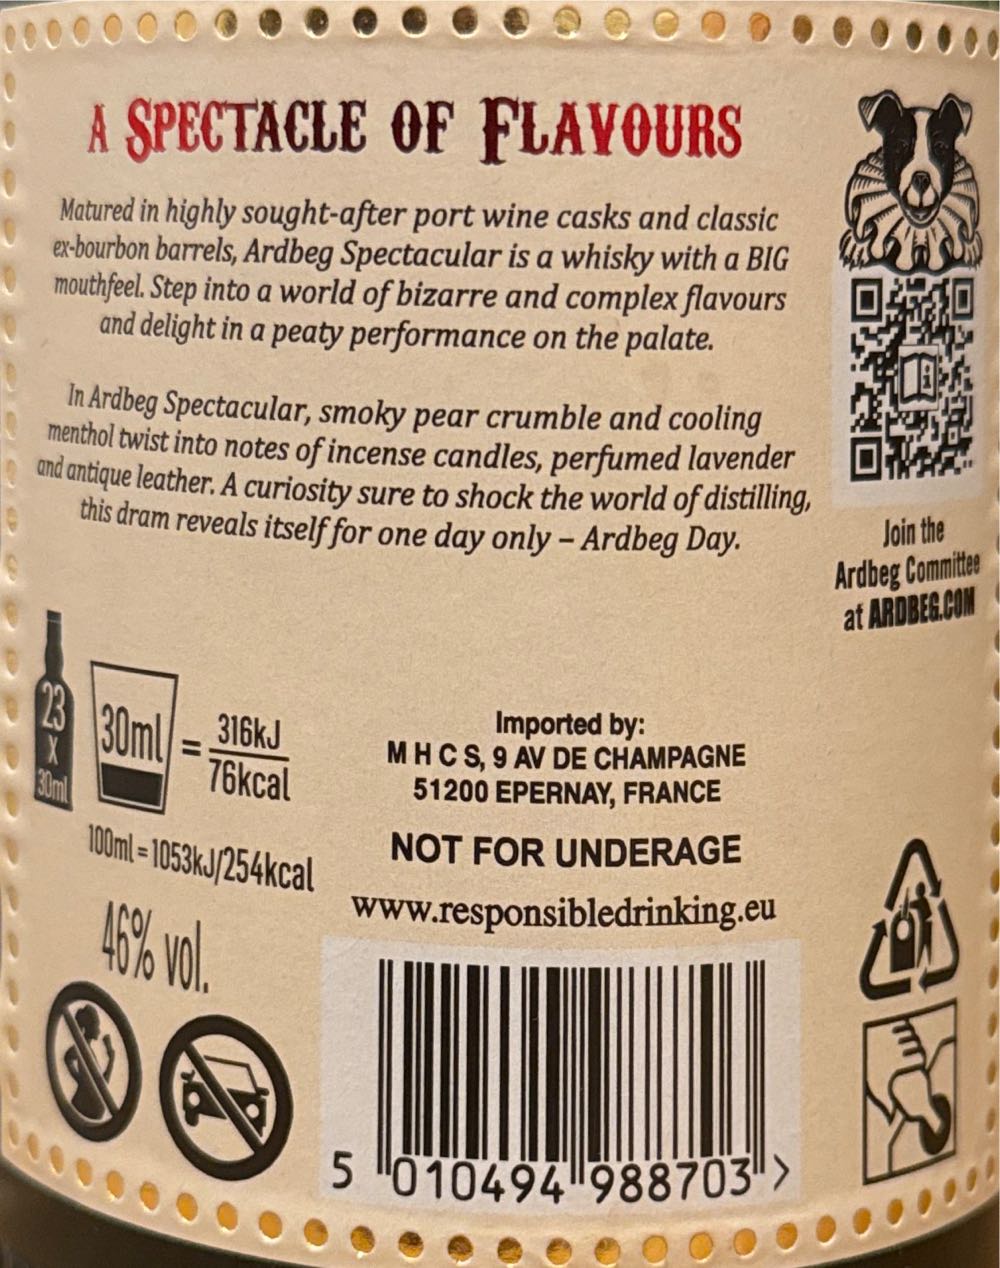 A SPECTACLE OF FLAVOURS
Matured in highly sought-after port wine casks and classic
ex-bourbon barrels, Ardbeg Spectacular is a whisky with a BIG
mouthfeel. Step into a world of bizarre and complex flavours
and delight in a peaty performance on the palate.
In Ardbeg Spectacular, smoky pear crumble and cooling
menthol twist into notes of incense candles, perfumed lavender
and antique leather. A curiosity sure to shock the world of distilling,
this dram reveals itself for one day only – Ardbeg Day.
Join the
Ardbeg Committee
at ARDBEG.COM
23
X
30ml
30ml
=
316kJ
76kcal
100ml = 1053kJ/254kcal
46% vol.
Imported by:
M H C S, 9 AV DE CHAMPAGNE
51200 EPERNAY, FRANCE
NOT FOR UNDERAGE
www.responsibledrinking.eu
5 010494 988703 >